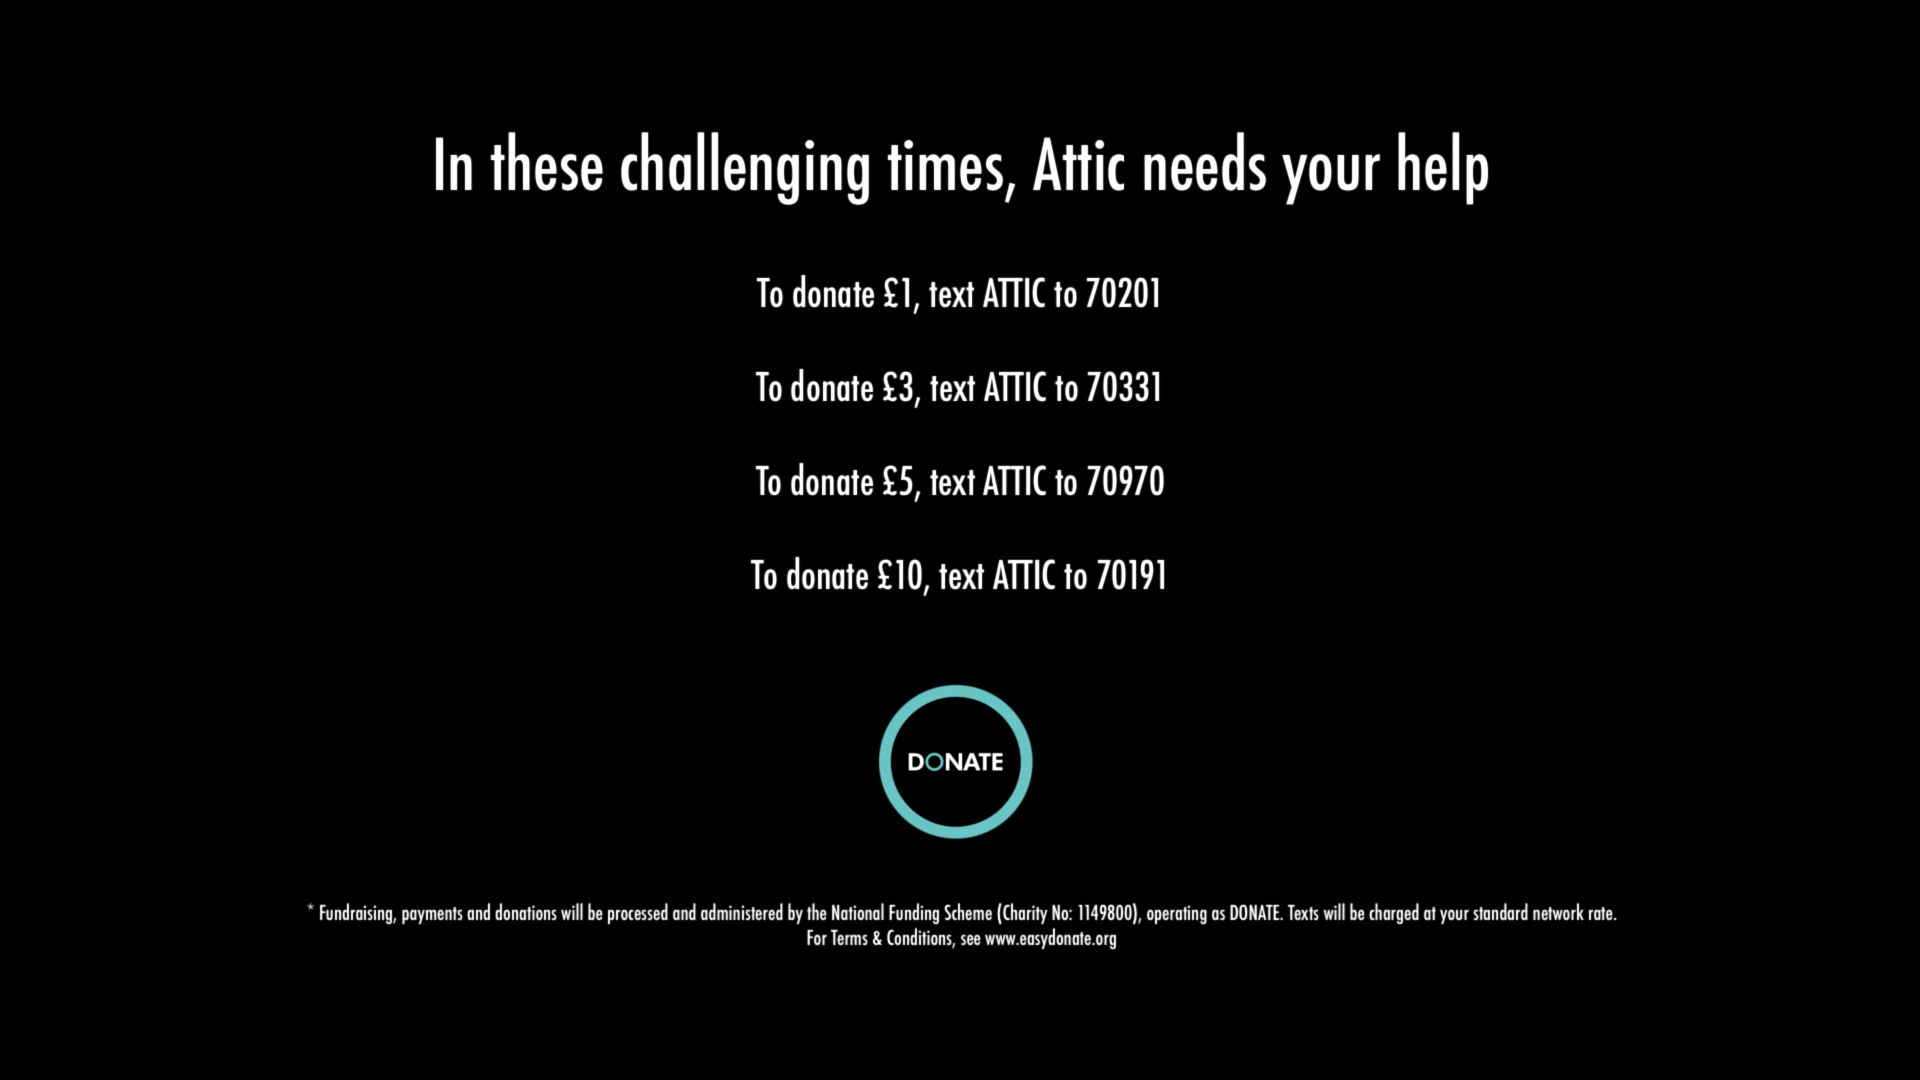 In these challenging times, Attic needs your help
To donate £1, text ATTIC to 70201
To donate £3, text ATTIC to 70331
To donate £5, text ATTIC to 70970
To donate £10, text ATTIC to 70191
DONATE
* Fundraising, payments and donations will be processed and administered by the National Funding Scheme (Charity No: 1149800), operating as DONATE. Texts will be charged at your standard network rate.
For Terms & Conditions, see www.easydonate.org